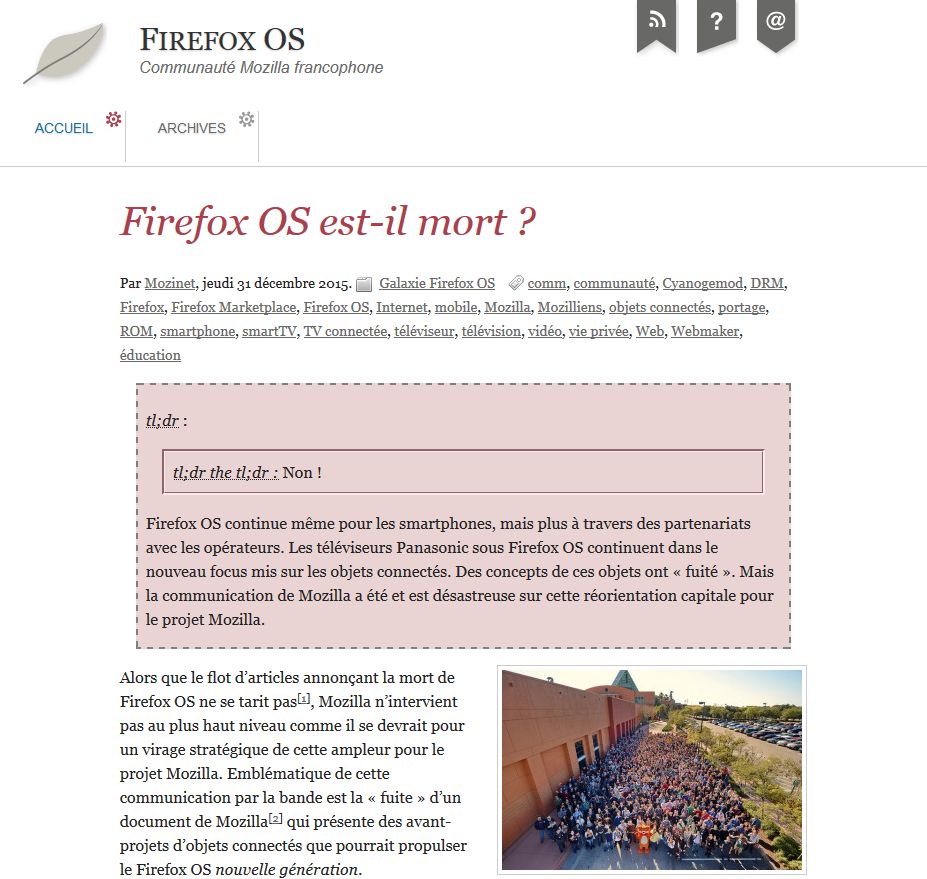 FIREFOX OS
Communauté Mozilla francophone
?
@
ACCUEIL
ARCHIVES
Firefox OS est-il mort ?
Par Mozinet, jeudi 31 décembre 2015. Galaxie Firefox OS comm, communauté, Cyanogemod, DRM,
Firefox, Firefox Marketplace, Firefox OS, Internet, mobile, Mozilla, Mozilliens, objets connectés, portage,
ROM, smartphone, smartTV, TV connectée, téléviseur, télévision, vidéo, vie privée, Web, Webmaker,
éducation
tl;dr :
tl;dr the tl;dr : Non !
Firefox OS continue même pour les smartphones, mais plus à travers des partenariats
avec les opérateurs. Les téléviseurs Panasonic sous Firefox OS continuent dans le
nouveau focus mis sur les objets connectés. Des concepts de ces objets ont « fuité ». Mais
la communication de Mozilla a été et est désastreuse sur cette réorientation capitale pour
le projet Mozilla.
Alors que le flot d’articles annonçant la mort de
Firefox OS ne se tarit pas[1], Mozilla n’intervient
pas au plus haut niveau comme il se devrait pour
un virage stratégique de cette ampleur pour le
projet Mozilla. Emblématique de cette
communication par la bande est la « fuite » d’un
document de Mozilla[2] qui présente des avant-
projets d’objets connectés que pourrait propulser
le Firefox OS nouvelle génération.